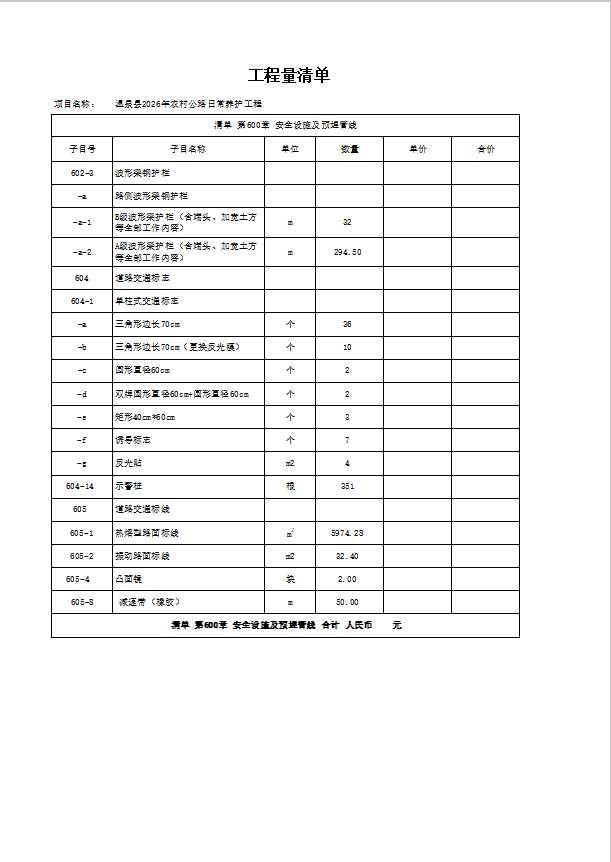 工程量清单
项目名称： 温泉县2026年农村公路日常养护工程
清单 第600章 安全设施及预埋管线
子目号 子目名称 单位 数量 单价 合价
602-3 波形梁钢护栏
-a 路侧波形梁钢护栏
-a-1 B级波形梁护栏（含端头、加宽土方等全部工作内容） m 32
-a-2 A级波形梁护栏（含端头、加宽土方等全部工作内容） m 294.50
604 道路交通标志
604-1 单柱式交通标志
-a 三角形边长70cm 个 36
-b 三角形边长70cm（更换反光膜） 个 10
-c 圆形直径60cm 个 2
-d 双牌圆形直径60cm+圆形直径60cm 个 2
-e 矩形40cm*60cm 个 3
-f 诱导标志 个 7
-g 反光贴 m2 4
604-14 示警桩 根 351
605 道路交通标线
605-1 热熔型路面标线 m² 5974.28
605-2 振动路面标线 m2 32.40
605-4 凸面镜 块 2.00
605-8 减速带（橡胶） m 50.00
清单 第600章 安全设施及预埋管线 合计 人民币 元